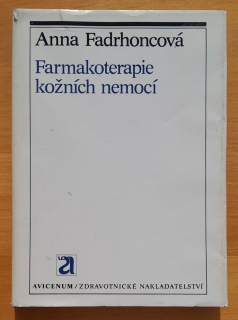 Anna Fadrhoncová
Farmakoterapie
kožních nemocí
a
AVICENUM / ZDRAVOTNICKÉ NAKLADATELSTVÍ